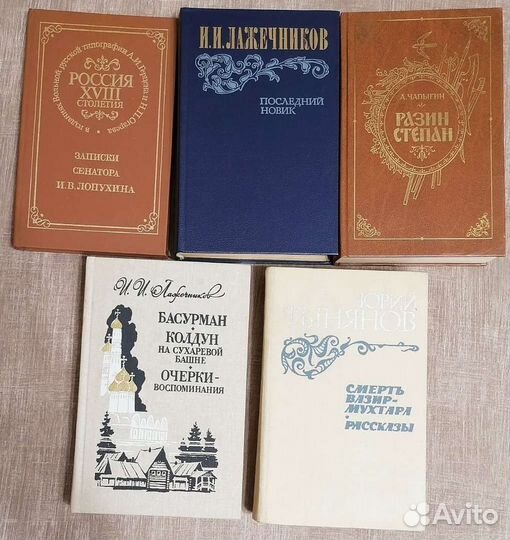 в изданиях Вольной русской типографии А.И.Герцена и Н.П.Огарева
РОССИЯ
XVIII
СТОЛЕТИЯ
ЗАПИСКИ
СЕНАТОРА
И.В.ЛОПУХИНА
И.И.ЛАЖЕЧНИКОВ
ПОСЛЕДНИЙ
НОВИК
А.ЧАПЫГИН
РАЗИН
СТЕПАН
И. И. Лажечников
БАСУРМАН
КОЛДУН
НА СУХАРЕВОЙ
БАШНЕ
ОЧЕРКИ-
ВОСПОМИНАНИЯ
ЮРИЙ
ТЫНЯНОВ
СМЕРТЬ
ВАЗИР-
МУХТАРА
РАССКАЗЫ
Avito